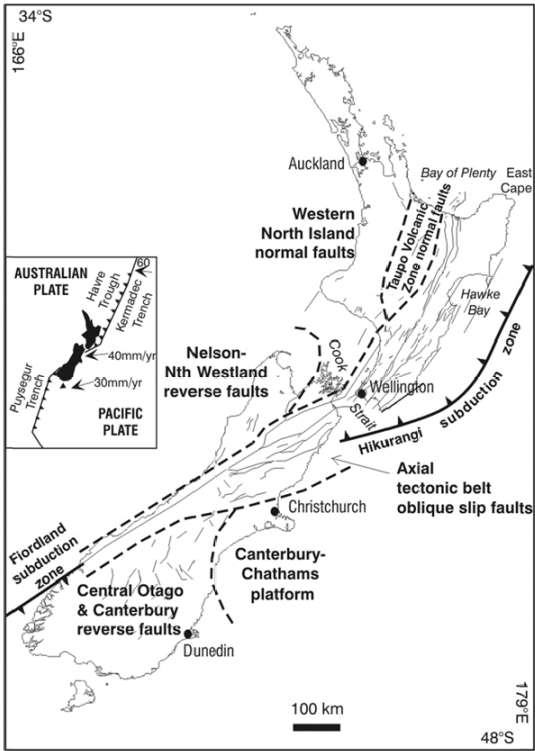 34°S
166°E
Auckland
Bay of Plenty
East
Cape
Western
North Island
normal faults
Taupo Volcanic
Zone normal faults
Hawke
Bay
AUSTRALIAN
PLATE
Havre
Trough
Kermadec
Trench
60
40mm/yr
30mm/yr
Puysegur
Trench
PACIFIC
PLATE
Nelson-
Nth Westland
reverse faults
Cook
Strait
Wellington
Hikurangi
subduction
zone
Axial
tectonic belt
oblique slip faults
Christchurch
Fiordland
subduction
zone
Canterbury-
Chathams
platform
Central Otago
& Canterbury
reverse faults
Dunedin
100 km
179°E
48°S